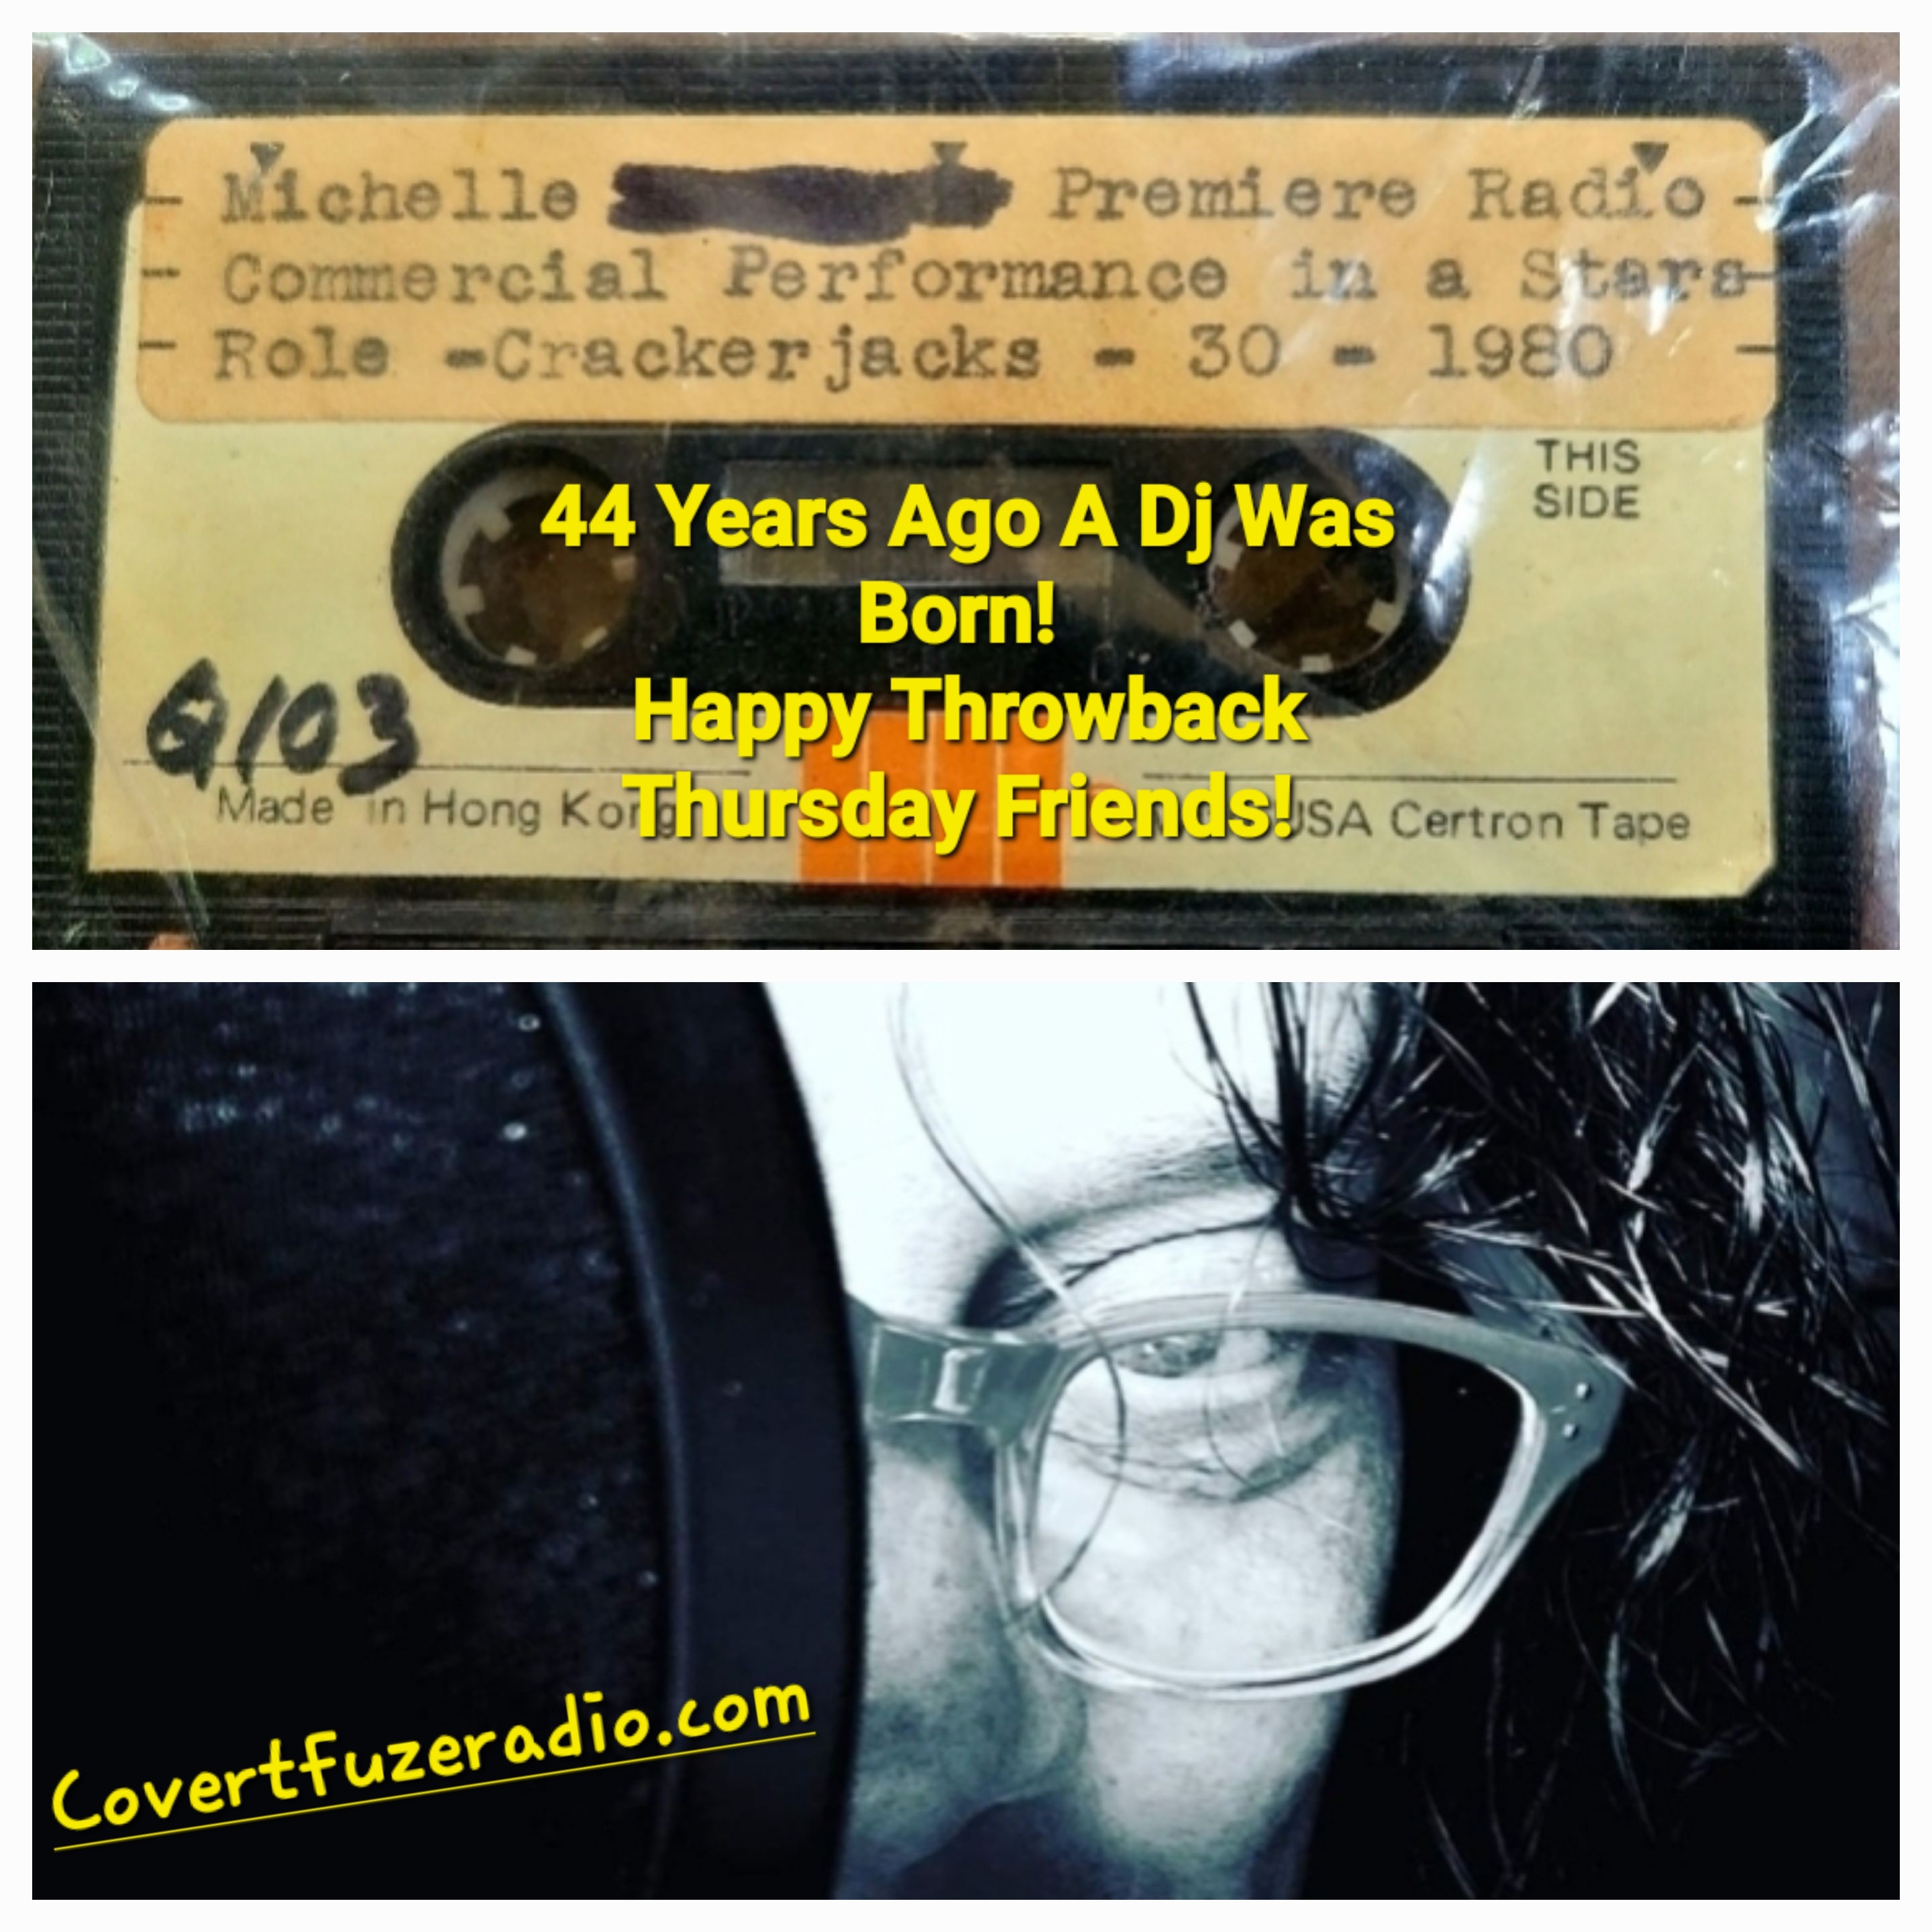 Michelle Premiere Radio
Commercial Performance in a Stars
Role -Crackerjacks - 30 - 1980
THIS
SIDE
44 Years Ago A Dj Was
Born!
Happy Throwback
Thursday Friends!
Q103
Made in Hong Kong
USA Certron Tape
Covertfuzeradio.com